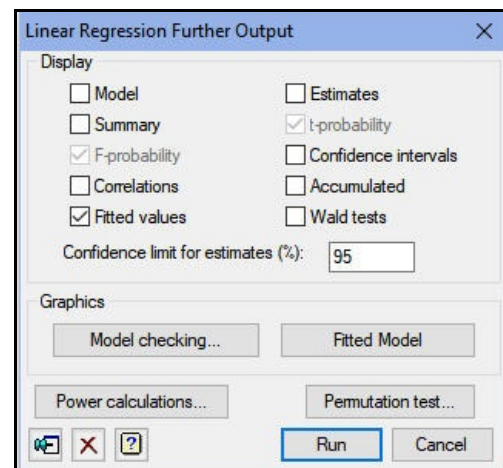 Linear Regression Further Output
Display
Model
Estimates
Summary
t-probability
F-probability
Confidence intervals
Correlations
Accumulated
Fitted values
Wald tests
Confidence limit for estimates (%): 95
Graphics
Model checking...
Fitted Model
Power calculations...
Permutation test...
?
Run
Cancel